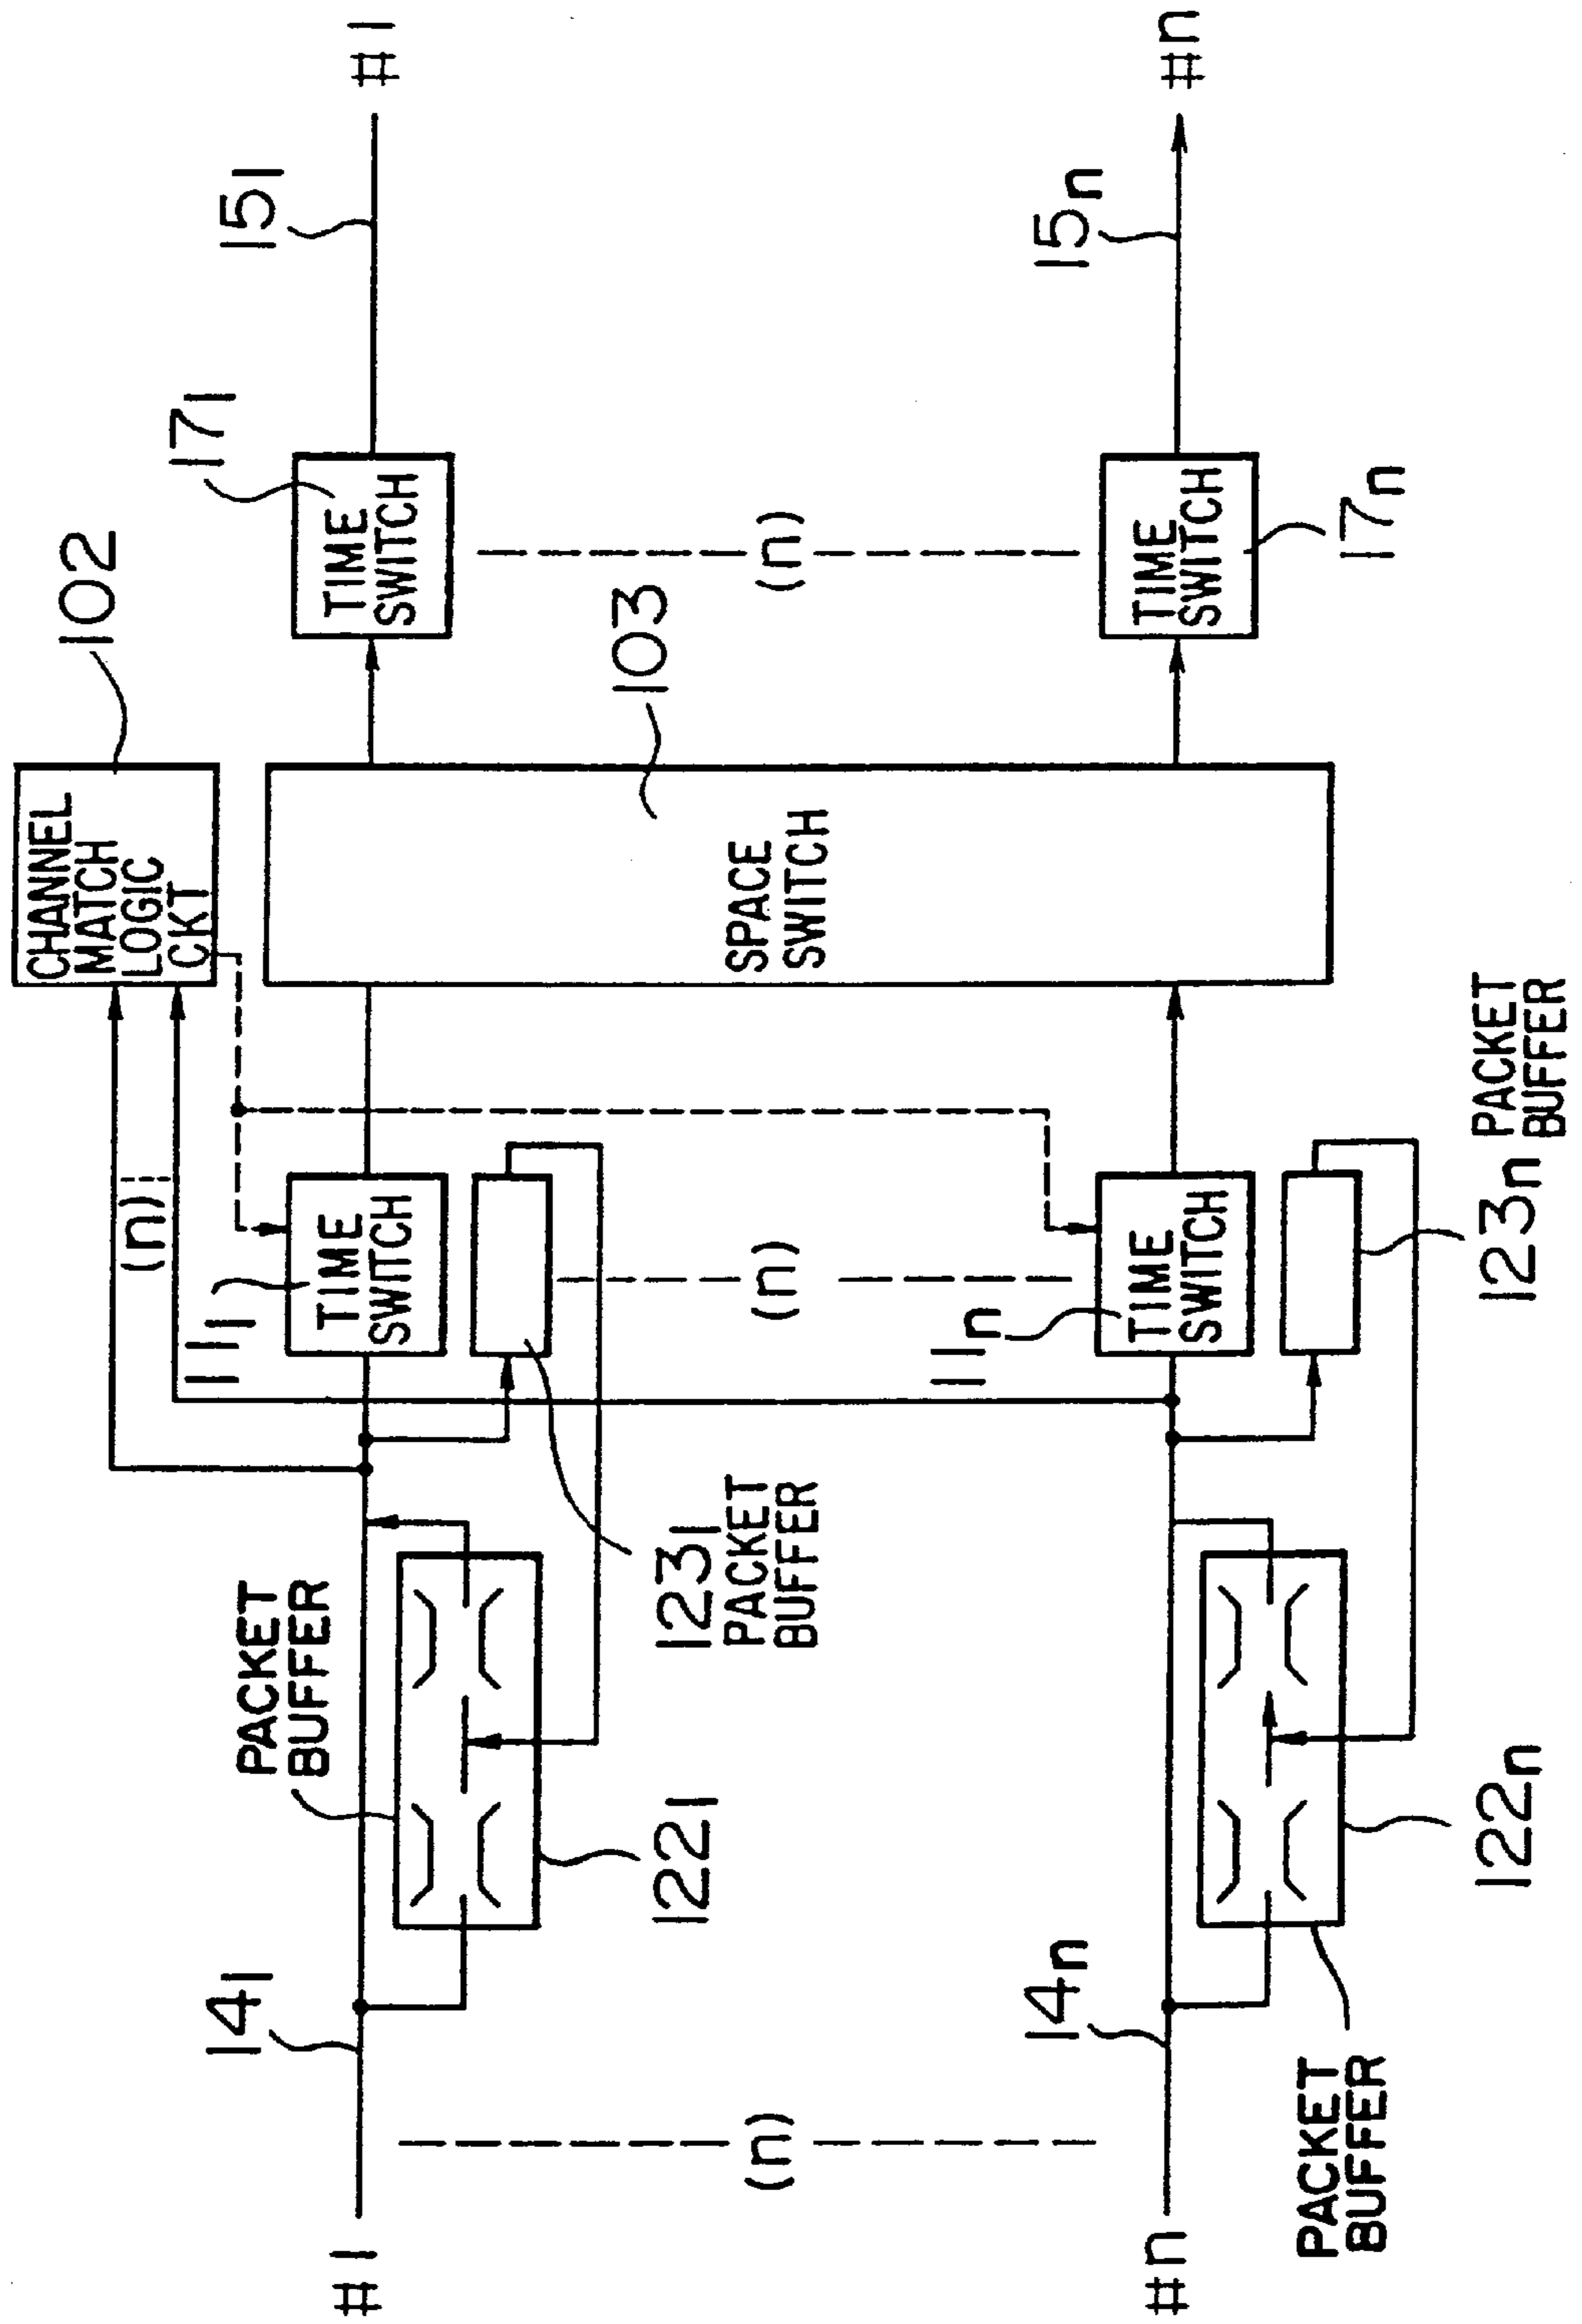 #1
14₁
PACKET
BUFFER
122₁
123₁
PACKET
BUFFER
11₁
TIME
SWITCH
(n)
CHANNEL
MATCH
LOGIC
CKT
102
SPACE
SWITCH
103
17₁
TIME
SWITCH
15₁
#1
(n)
(n)
(n)
#n
14ₙ
PACKET
BUFFER
122ₙ
11ₙ
TIME
SWITCH
123ₙ
PACKET
BUFFER
TIME
SWITCH
17ₙ
15ₙ
#n